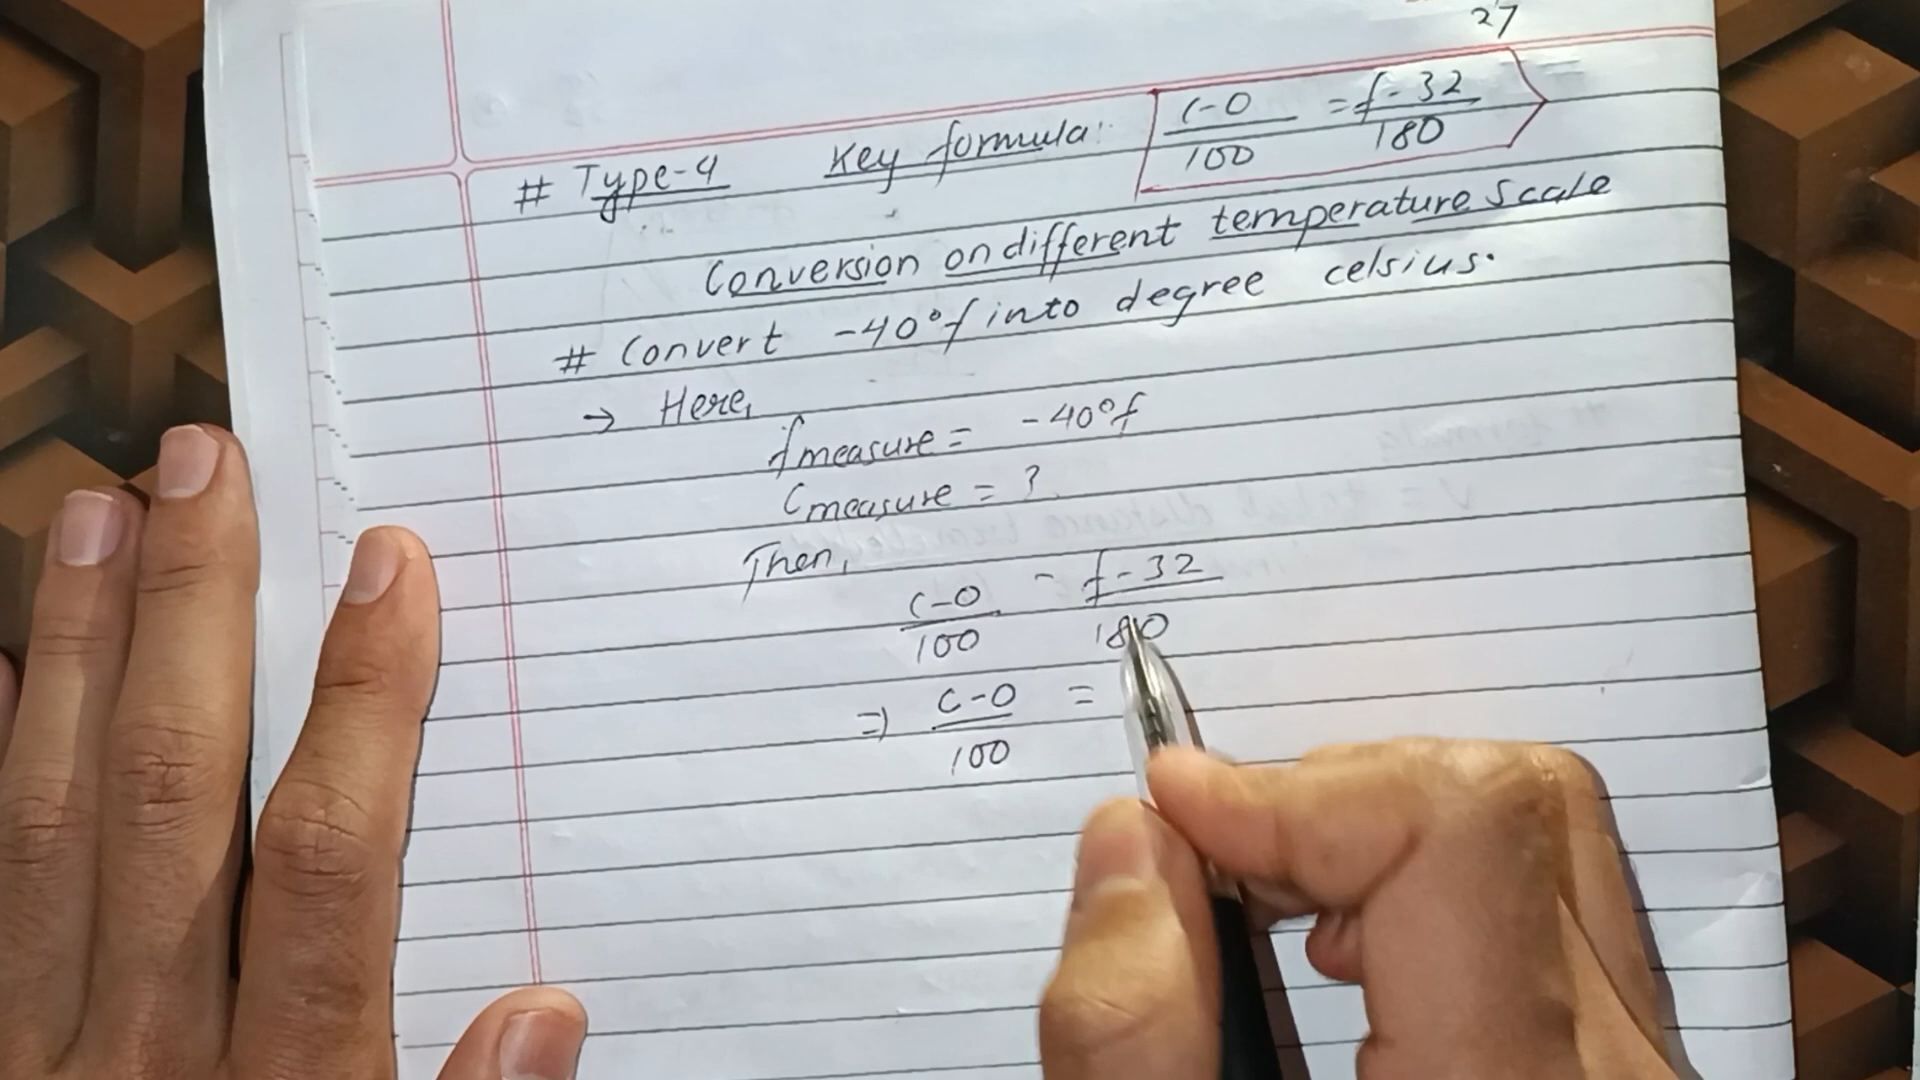 27
# Type-4 Key formula: C-0/100 = f-32/180
Conversion on different temperature Scale
# Convert -40°f into degree celsius.
→ Here,
fmeasure = -40°f
Cmeasure = ?
Then,
C-0/100 = f-32/180
⇒ C-0/100 =